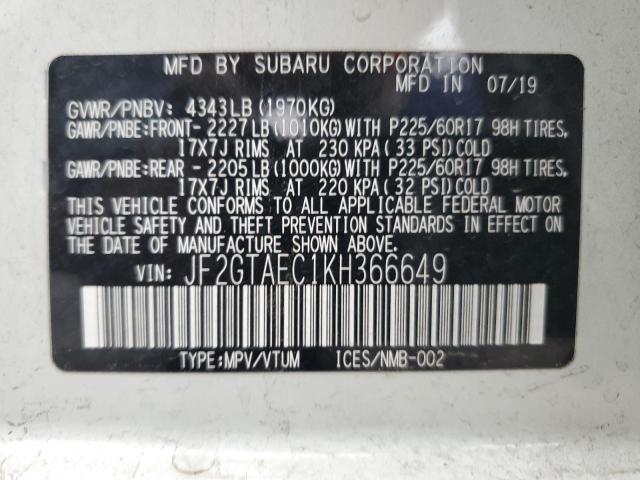 MFD BY SUBARU CORPORATION
MFD IN 07/19
GVWR/PNBV: 4343LB(1970KG)
GAWR/PNBE:FRONT- 2227LB(1010KG)WITH P225/60R17 98H TIRES,
17X7J RIMS AT 230 KPA(33 PSI)COLD
GAWR/PNBE:REAR - 2205LB(1000KG)WITH P225/60R17 98H TIRES,
17X7J RIMS AT 220 KPA(32 PSI)COLD
THIS VEHICLE CONFORMS TO ALL APPLICABLE FEDERAL MOTOR
VEHICLE SAFETY AND THEFT PREVENTION STANDARDS IN EFFECT ON
THE DATE OF MANUFACTURE SHOWN ABOVE.
VIN: JF2GTAEC1KH366649
TYPE:MPV/VTUM ICES/NMB-002